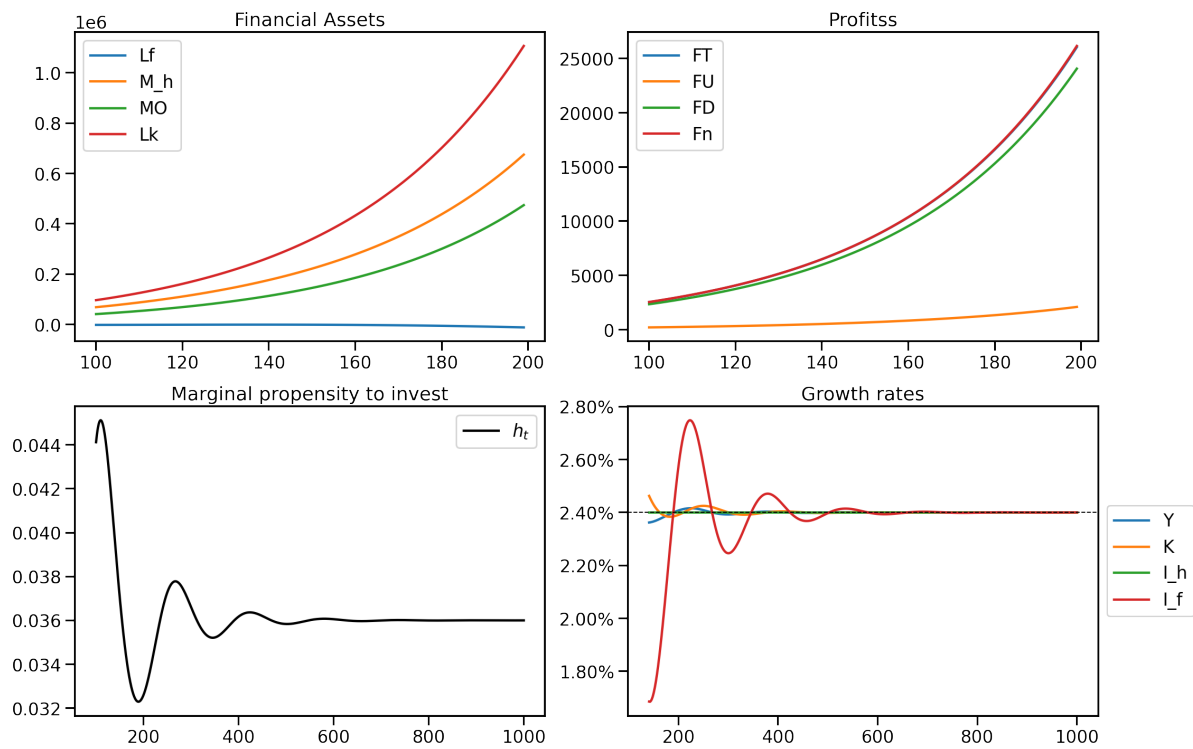 Financial Assets
1e6
Lf
M_h
MO
Lk
1.0
0.8
0.6
0.4
0.2
0.0
100 120 140 160 180 200
Profitss
FT
FU
FD
Fn
25000
20000
15000
10000
5000
0
100 120 140 160 180 200
Marginal propensity to invest
h_t
0.044
0.042
0.040
0.038
0.036
0.034
0.032
200 400 600 800 1000
Growth rates
2.80%
2.60%
2.40%
2.20%
2.00%
1.80%
200 400 600 800 1000
Y
K
I_h
I_f